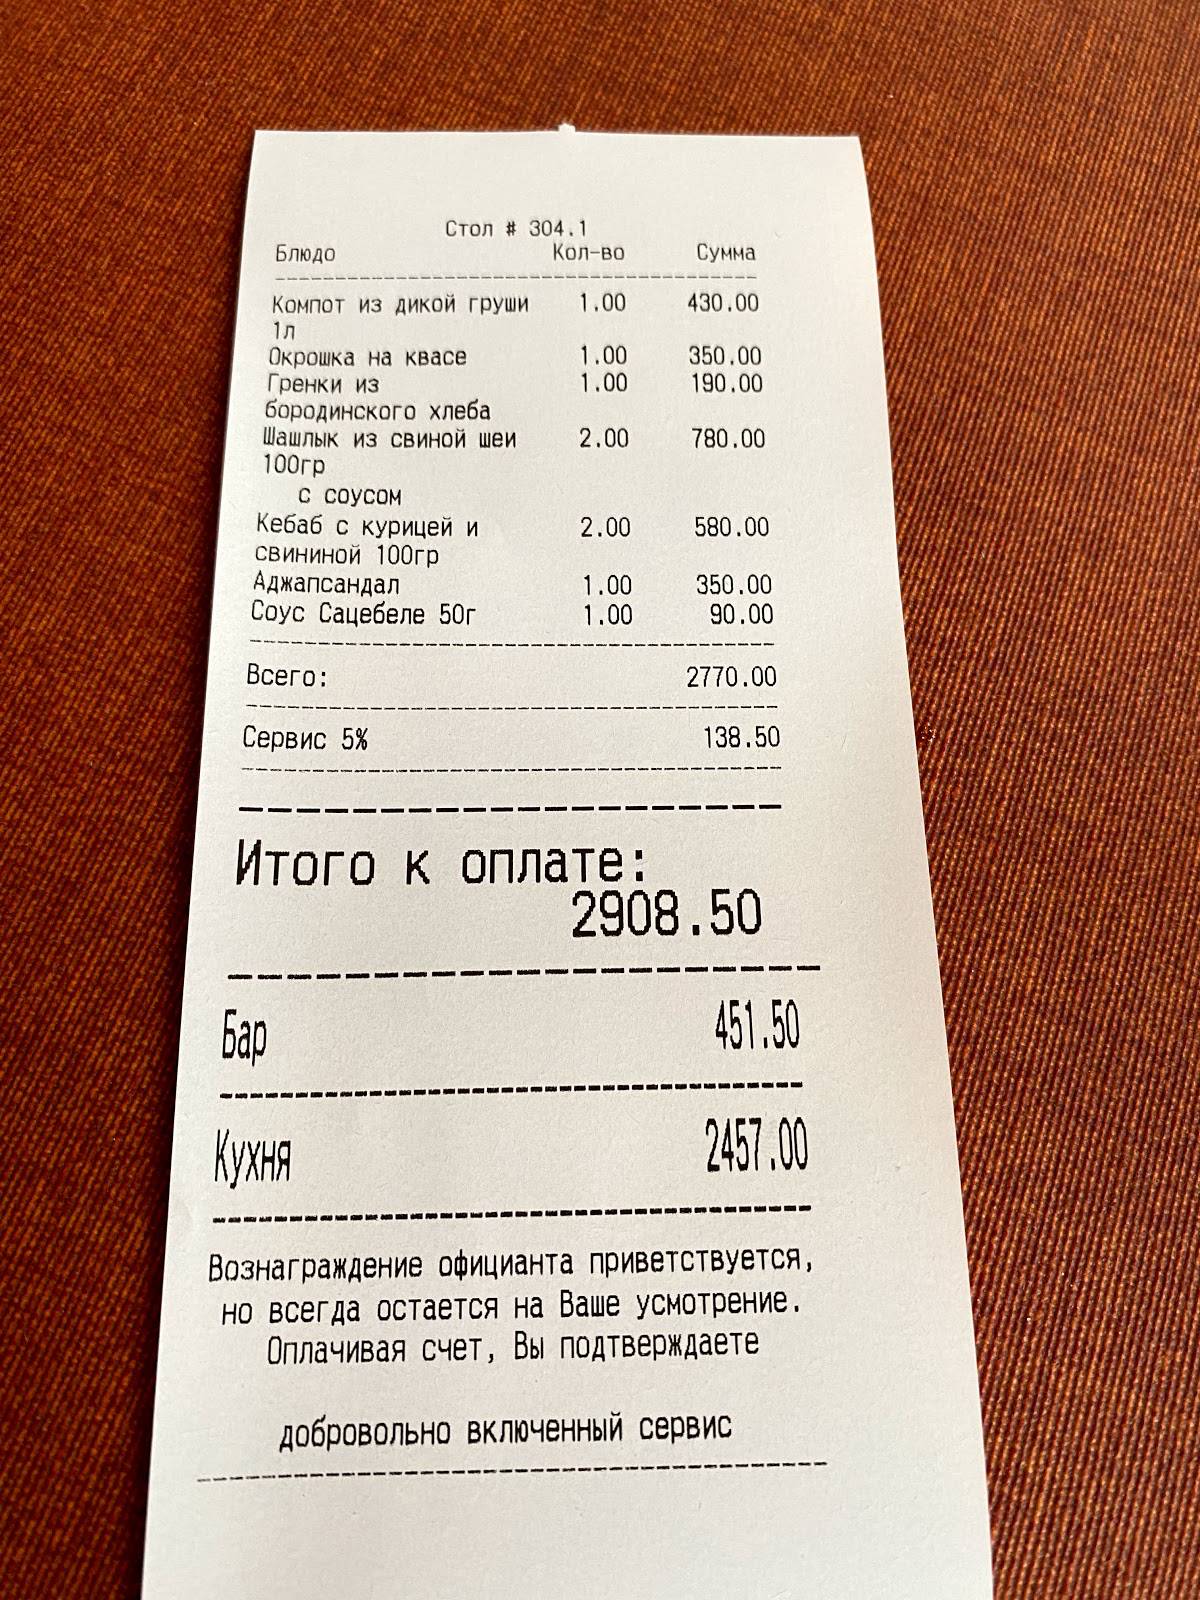 Стол # 304.1
Блюдо Кол-во Сумма
Компот из дикой груши 1.00 430.00
1л
Окрошка на квасе 1.00 350.00
Гренки из 1.00 190.00
бородинского хлеба
Шашлык из свиной шеи 2.00 780.00
100гр
с соусом
Кебаб с курицей и 2.00 580.00
свининой 100гр
Аджапсандал 1.00 350.00
Соус Сацебеле 50г 1.00 90.00
Всего: 2770.00
Сервис 5% 138.50
Итого к оплате:
2908.50
Бар 451.50
Кухня 2457.00
Вознаграждение официанта приветствуется,
но всегда остается на Ваше усмотрение.
Оплачивая счет, Вы подтверждаете
добровольно включенный сервис